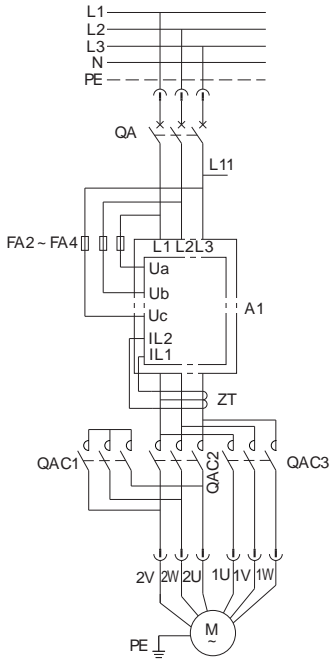 L1
L2
L3
N
PE
QA
L11
FA2 ~ FA4
L1 L2 L3
Ua
Ub
Uc
IL2
IL1
A1
ZT
QAC1
QAC2
QAC3
2V 2W 2U 1U 1V 1W
M
~
PE